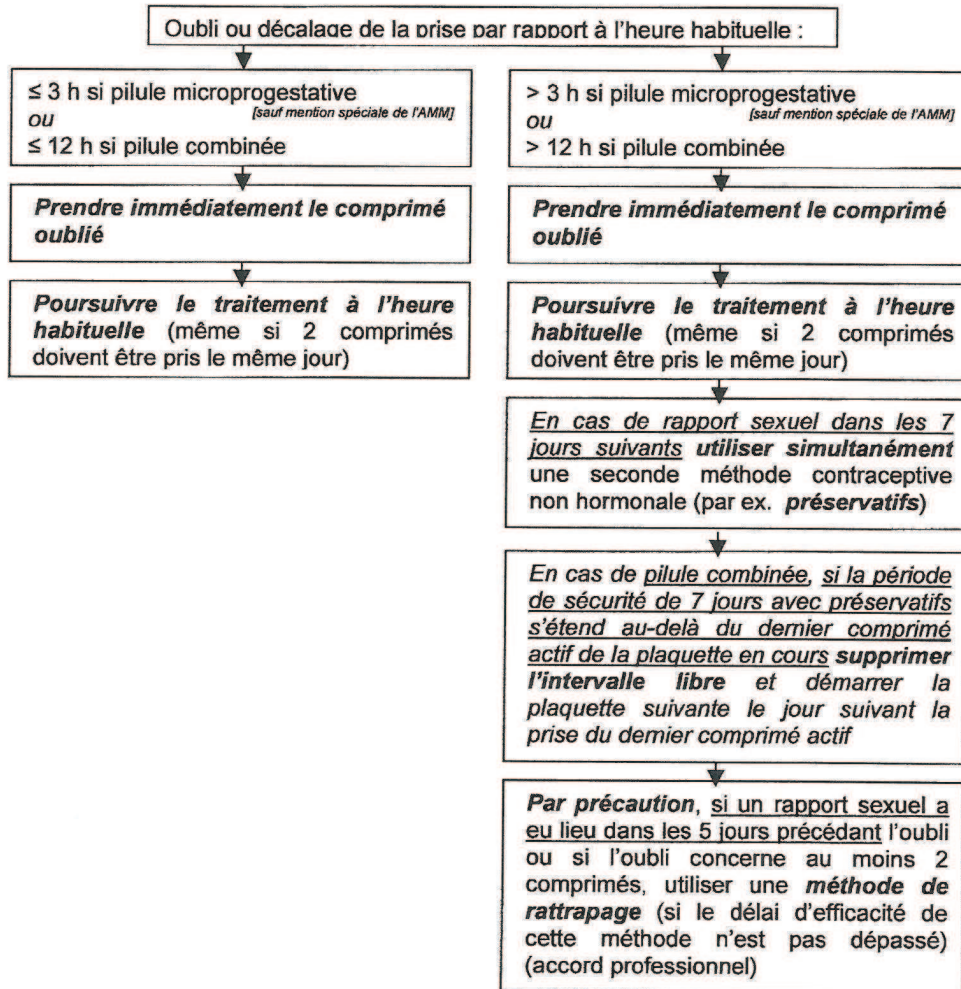 Oubli ou décalage de la prise par rapport à l'heure habituelle :
≤ 3 h si pilule microprogestative
ou [sauf mention spéciale de l'AMM]
≤ 12 h si pilule combinée
Prendre immédiatement le comprimé
oublié
Poursuivre le traitement à l'heure
habituelle (même si 2 comprimés
doivent être pris le même jour)
> 3 h si pilule microprogestative
ou [sauf mention spéciale de l'AMM]
> 12 h si pilule combinée
Prendre immédiatement le comprimé
oublié
Poursuivre le traitement à l'heure
habituelle (même si 2 comprimés
doivent être pris le même jour)
En cas de rapport sexuel dans les 7
jours suivants utiliser simultanément
une seconde méthode contraceptive
non hormonale (par ex. préservatifs)
En cas de pilule combinée, si la période
de sécurité de 7 jours avec préservatifs
s'étend au-delà du dernier comprimé
actif de la plaquette en cours supprimer
l'intervalle libre et démarrer la
plaquette suivante le jour suivant la
prise du dernier comprimé actif
Par précaution, si un rapport sexuel a
eu lieu dans les 5 jours précédant l'oubli
ou si l'oubli concerne au moins 2
comprimés, utiliser une méthode de
rattrapage (si le délai d'efficacité de
cette méthode n'est pas dépassé)
(accord professionnel)